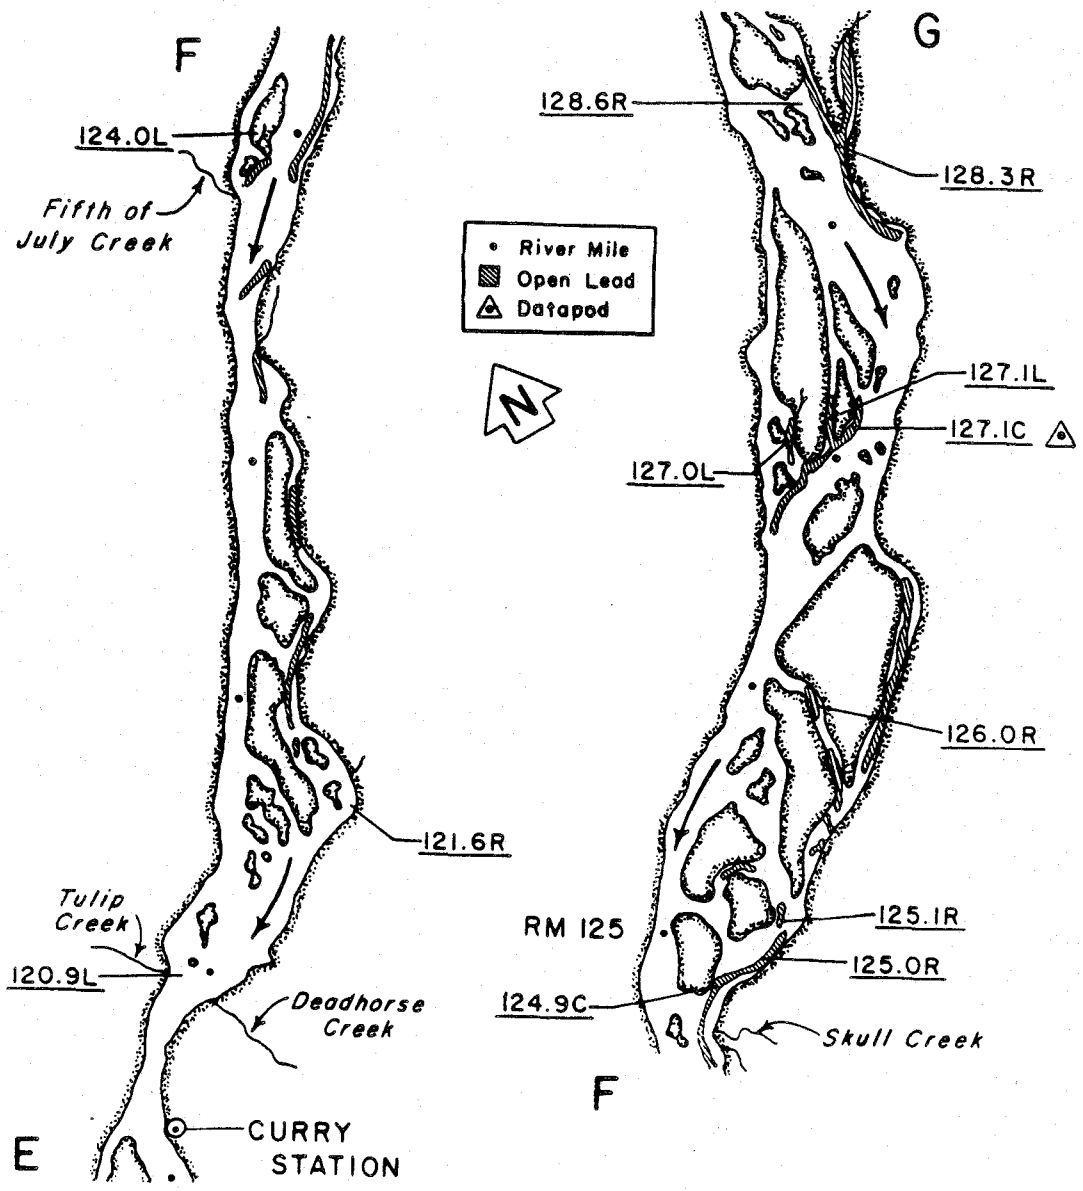 F
124.0L
Fifth of
July Creek
121.6R
Tulip
Creek
120.9L
Deadhorse
Creek
CURRY
STATION
E
River Mile
Open Lead
Datapod
N
G
128.6R
128.3R
127.1L
127.1C
127.0L
126.0R
RM 125
125.1R
125.0R
124.9C
Skull Creek
F